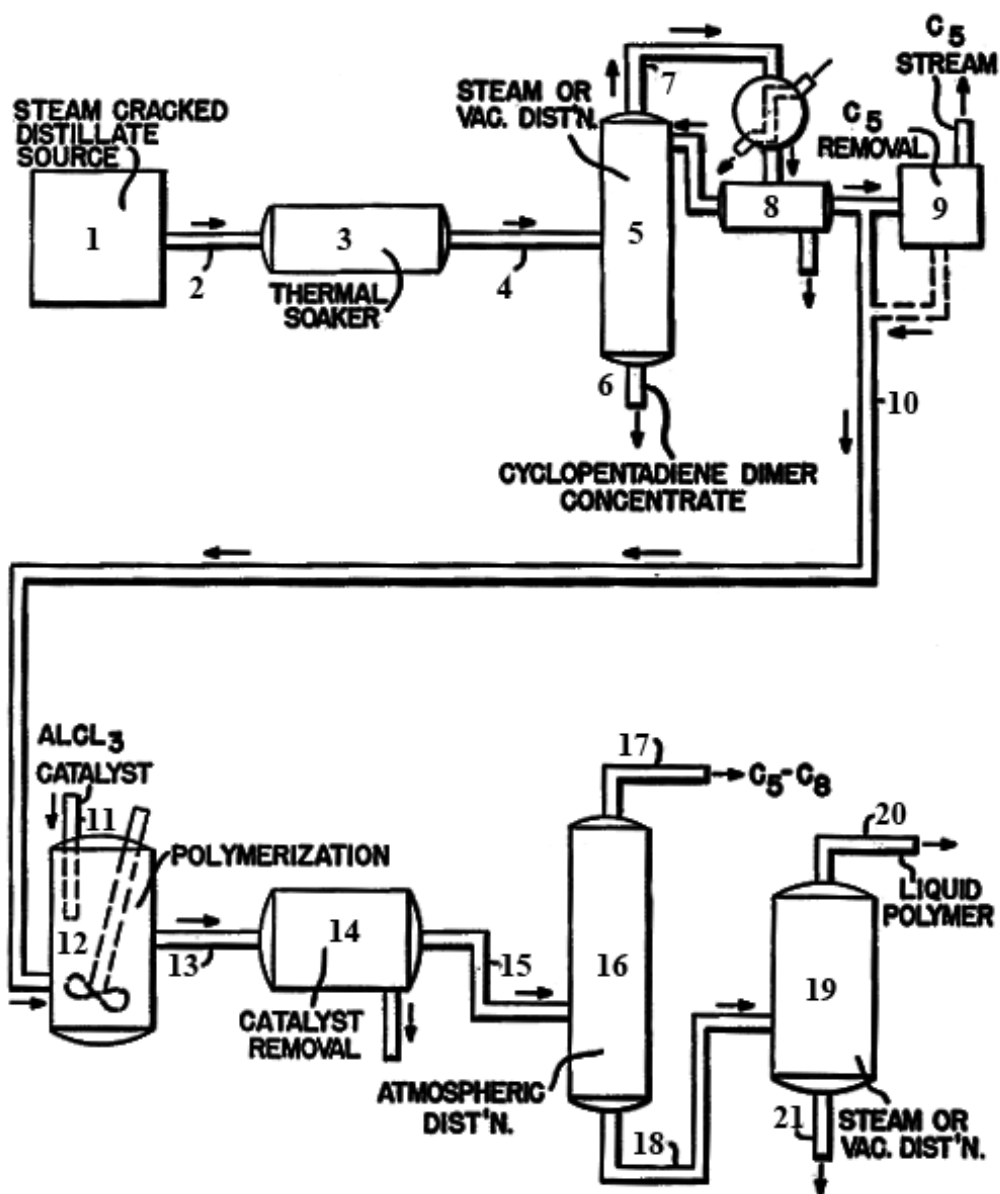 C5
STREAM
7
STEAM OR
VAC. DIST'N.
C5
REMOVAL
STEAM CRACKED
DISTILLATE
SOURCE
1
2
3
THERMAL
SOAKER
4
5
8
9
6
10
CYCLOPENTADIENE DIMER
CONCENTRATE
ALCL3
CATALYST
11
POLYMERIZATION
12
13
14
CATALYST
REMOVAL
15
17
C5-C8
16
ATMOSPHERIC
DIST'N.
18
20
LIQUID
POLYMER
19
21
STEAM OR
VAC. DIST'N.